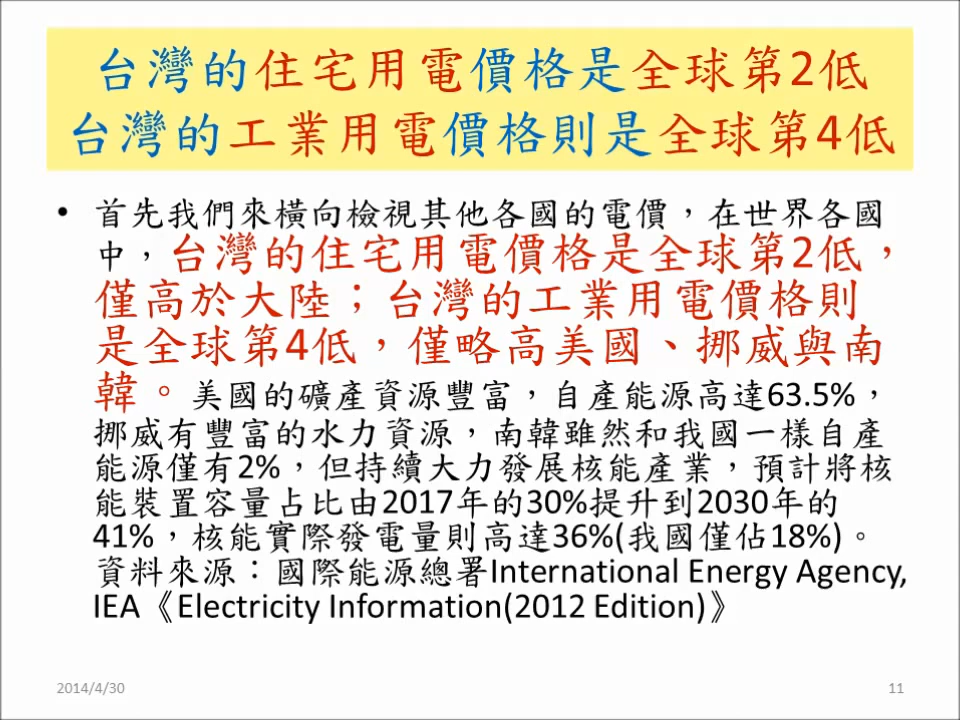 台灣的住宅用電價格是全球第2低
台灣的工業用電價格則是全球第4低
• 首先我們來橫向檢視其他各國的電價，在世界各國
中，台灣的住宅用電價格是全球第2低，
僅高於大陸；台灣的工業用電價格則
是全球第4低，僅略高美國、挪威與南
韓。美國的礦產資源豐富，自產能源高達63.5%，
挪威有豐富的水力資源，南韓雖然和我國一樣自產
能源僅有2%，但持續大力發展核能產業，預計將核
能裝置容量占比由2017年的30%提升到2030年的
41%，核能實際發電量則高達36%(我國僅佔18%)。
資料來源：國際能源總署International Energy Agency,
IEA《Electricity Information(2012 Edition)》
2014/4/30
11